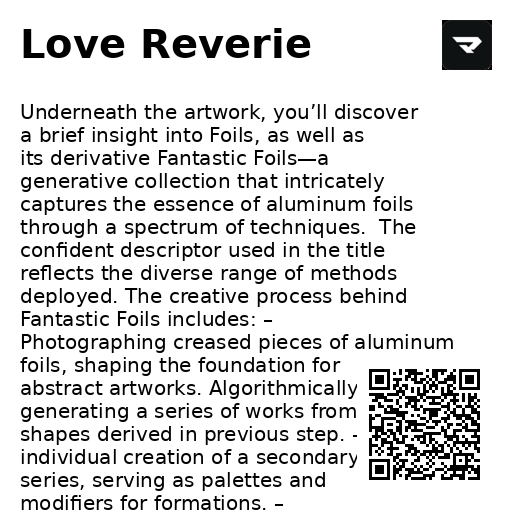 Love Reverie
Underneath the artwork, you’ll discover
a brief insight into Foils, as well as
its derivative Fantastic Foils—a
generative collection that intricately
captures the essence of aluminum foils
through a spectrum of techniques.  The
confident descriptor used in the title
reflects the diverse range of methods
deployed. The creative process behind
Fantastic Foils includes: –
Photographing creased pieces of aluminum
foils, shaping the foundation for
abstract artworks. Algorithmically
generating a series of works from
shapes derived in previous step. -
individual creation of a secondary
series, serving as palettes and
modifiers for formations. –